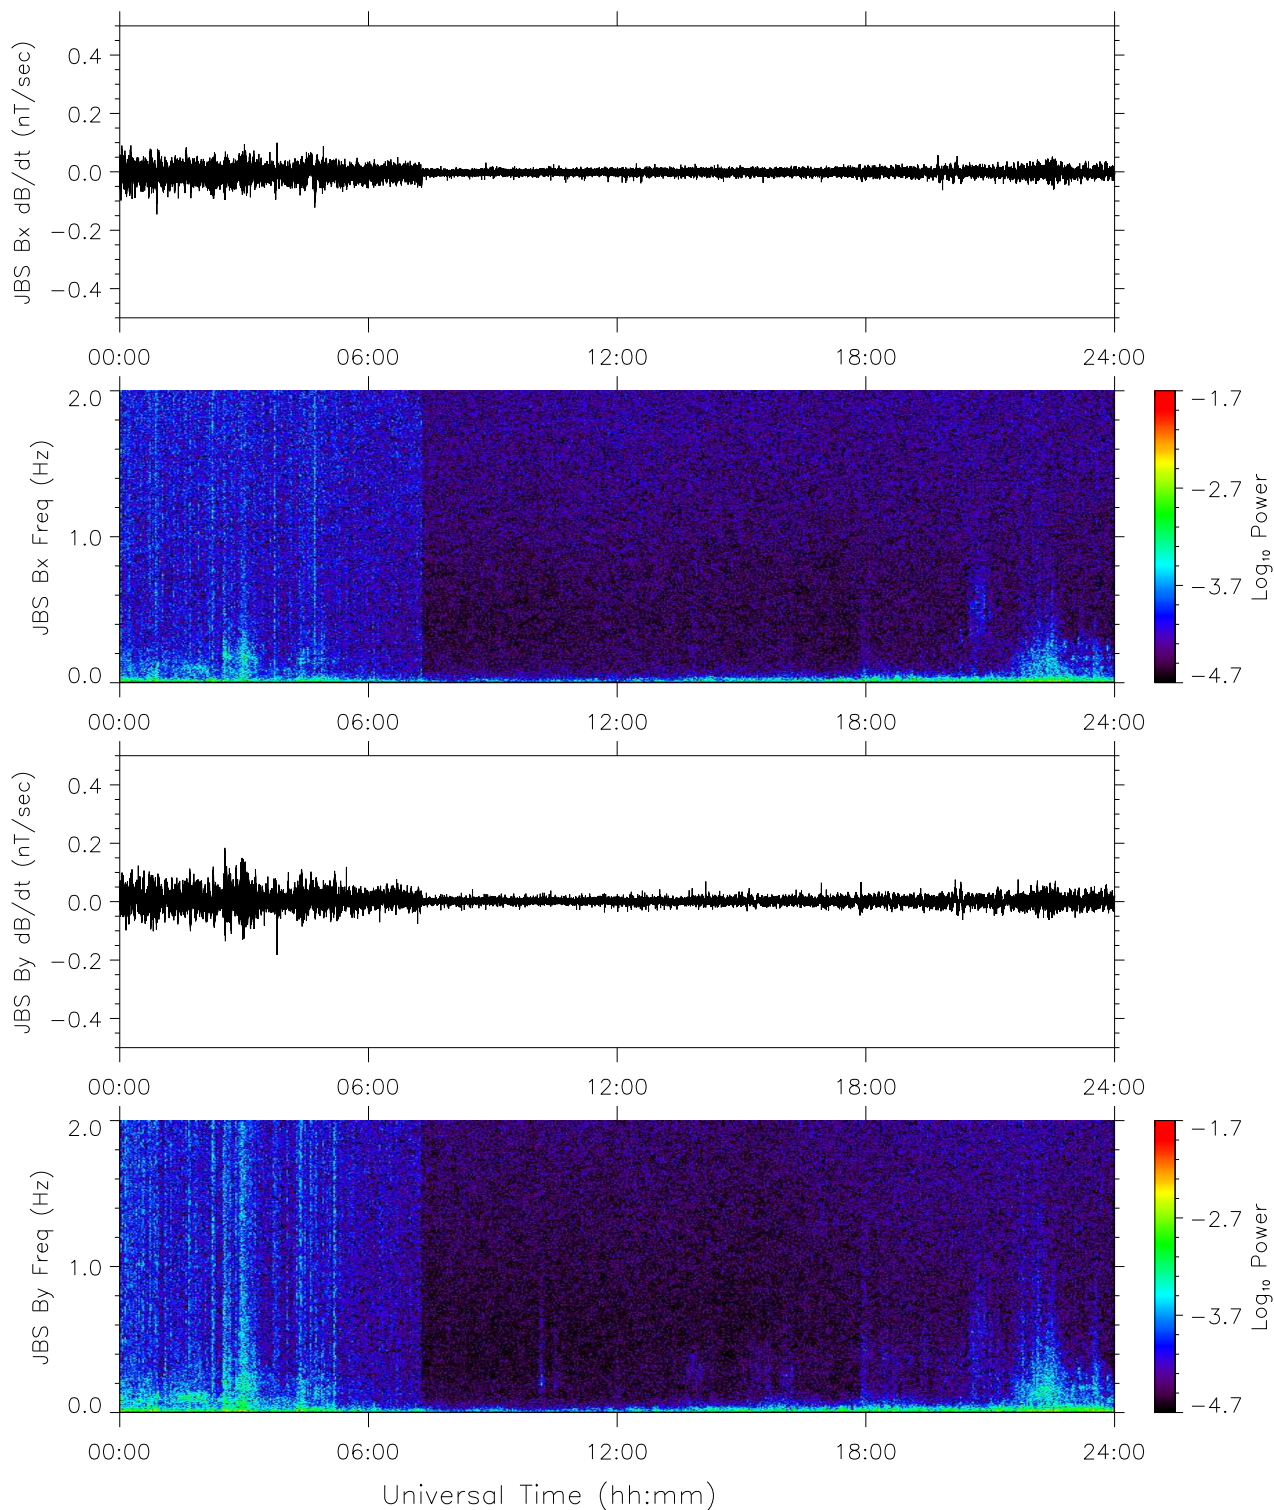 JBS Bx dB/dt (nT/sec)
0.4
0.2
0.0
−0.2
−0.4
00:00 06:00 12:00 18:00 24:00
JBS Bx Freq (Hz)
2.0
1.0
0.0
−1.7
−2.7
−3.7
−4.7
Log₁₀ Power
00:00 06:00 12:00 18:00 24:00
JBS By dB/dt (nT/sec)
0.4
0.2
0.0
−0.2
−0.4
00:00 06:00 12:00 18:00 24:00
JBS By Freq (Hz)
2.0
1.0
0.0
−1.7
−2.7
−3.7
−4.7
Log₁₀ Power
00:00 06:00 12:00 18:00 24:00
Universal Time (hh:mm)